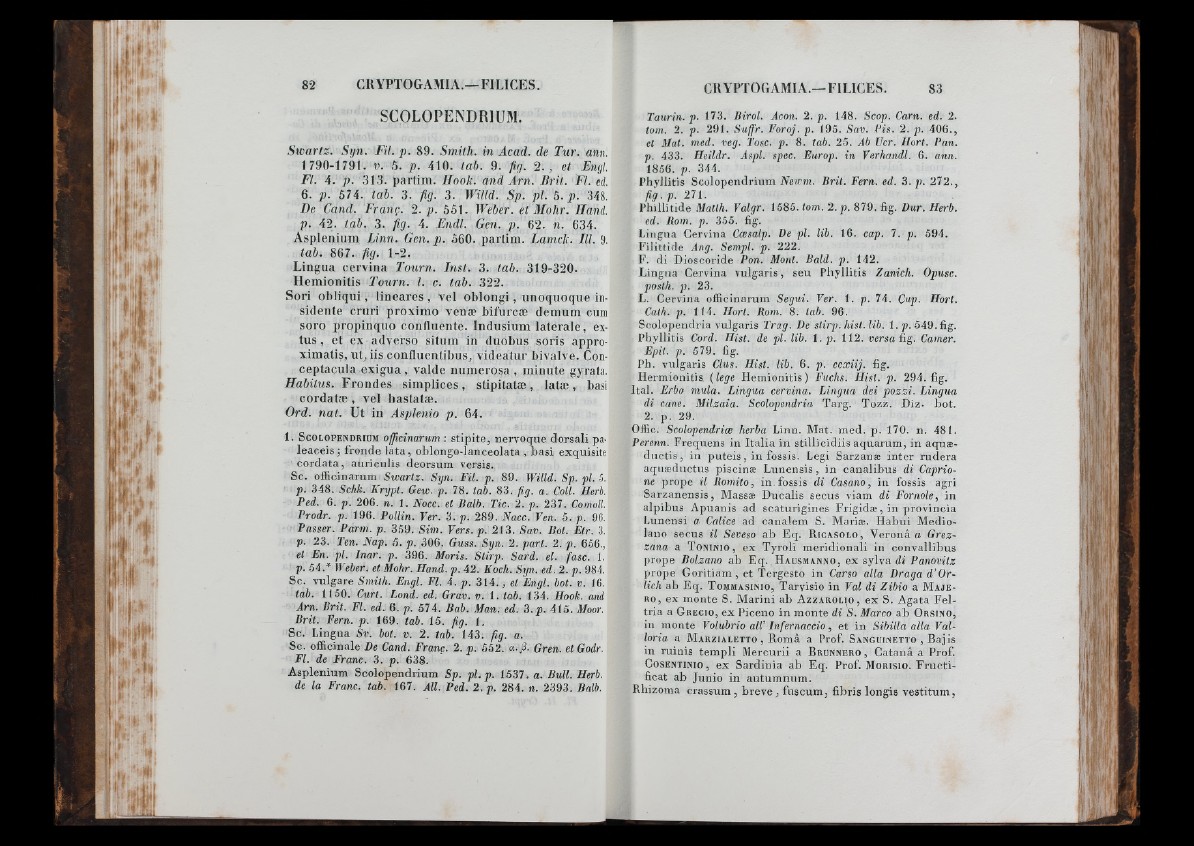 82 CRYPTOGAMIA.—FILICES.
SCOLOPENDRIUM.
Swartz. Syn. Fil. p. 89. Smith. in Acad. de Tur. ann.
1790-1791. v. 5. p. 410. tab. 9. fig. 2. , et Engl.
Fl. 4. p. 313. partim. Hook. and Arn. Brit. Fl. ed.
6. p. 574. tab. 3. fig. 3. Willd. Sp. pl. 5. p. 348.
De Cand. Franç. 2. p. 551. Weber. et Mohr. Hand.
p. 42. tab. 3. fig. 4. Endl. Gen. p. 62. n. 634.
Asplenium Linn. Gen. p. 560. partim. Lamck. Ill. 9.
tab. 867. fig. 1-2.
Lingua cervina Tourn. Inst. 3. tab. 319-320.
Hemionitis Tourn. l. c. tab. 322.
Sori obliqui, lineares, vel oblongi, unoquoque in-
sidente cruri proximo venæ bifurcæ demum cum
soro propinquo confluente. Indusium laterale, ex-
tus, et ex adverso situm in duobus soris appro-
ximatis, ut, iis confluentibus, videatur bivalve. Con-
ceptacula exigua, valde numerosa, minute gyrata.
Habitus. Frondes simplices, stipitatæ, latæ, basi
cordatæ, vel hastatæ.
Ord. nat. Ut in Asplenio p. 64.
1. SCOLOPENDRIUM officinarum : stipite, nervoque dorsali pa-
leaceis; fronde lata, oblongo-lanceolata, basi exquisite
cordata, auriculis deorsum versis.
Sc. officinarum Swartz. Syn. Fil. p. 89. Willd. Sp. pl. 5.
p. 348. Schk. Krypt. Gew. p. 78. tab. 83. fig. a. Coll. Herb.
Ped. 6. p. 206. n. 1. Nocc. et Balb. Tic. 2. p. 237. Comoll.
Prodr. p. 196. Pollin. Ver. 3. p. 289. Nacc. Ven. 5. p. 96.
Passer. Parm. p. 359. Sim. Vers. p. 213. Sav. Bot. Etr. 3.
p. 23. Ten. Nap. 5. p. 306. Guss. Syn. 2. part. 2. p. 656.,
et En. pl. Inar. p. 396. Moris. Stirp. Sard. el. fasc. 1.
p. 54.* Weber. et Mohr. Hand. p. 42. Koch. Syn. ed. 2. p. 984.
Sc. vulgare Smith. Engl. Fl. 4. p. 314., et Engl. bot. v. 16.
tab. 1150. Curt. Lond. ed. Grav. v. 1. tab. 134. Hook. and
Arn. Brit. Fl. ed. 6. p. 574. Bab. Man. ed. 3. p. 415. Moor.
Brit. Fern. p. 169. tab. 15. fig. 1.
Sc. Lingua Sv. bot. v. 2. tab. 143. fig. a.
Sc. officinale De Cand. Franç. 2. p. 552. α.β. Gren. et Godr.
Fl. de Franc. 3. p. 638.
Asplenium Scolopendrium Sp. pl. p. 1537. a. Bull. Herb.
de la Franc. tab. 167. All. Ped. 2. p. 284. n. 2393. Balb.
CRYPTOGAMIA.—FILICES. 83
Taurin. p. 173. Birol. Acon. 2. p. 148. Scop. Carn. ed. 2.
tom. 2. p. 291. Suffr. Foroj. p. 195. Sav. Pis. 2. p. 406.,
et Mat. med. veg. Tosc. p. 8. tab. 25. Ab Ucr. Hort. Pan.
p. 433. Heildr. Aspl. spec. Europ. in Verhandl. 6. ann.
1856. p. 344.
Phyllitis Scolopendrium Newm. Brit. Fern. ed. 3. p. 272.,
fig. p. 271.
Phillitide Matth. Valgr. 1585. tom. 2. p. 879. fig. Dur. Herb.
ed. Rom. p. 355. fig.
Lingua Cervina Cæsalp. De pl. lib. 16. cap. 7. p. 594.
Filittide Ang. Sempl. p. 222.
F. di Dioscoride Pon. Mont. Bald. p. 142.
Lingua Cervina vulgaris, seu Phyllitis Zanich. Opusc.
posth. p. 23.
L. Cervina officinarum Segui. Ver. 1. p. 74. Cup. Hort.
Cath. p. 114. Hort. Rom. 8. tab. 96.
Scolopendria vulgaris Trag. De stirp. hist. lib. 1. p. 549. fig.
Phyllitis Cord. Hist. de pl. lib. 1. p. 112. versa fig. Camer.
Epit. p. 579. fig.
Ph. vulgaris Clus. Hist. lib. 6. p. ccxiij. fig.
Hermionitis (lege Hemionitis) Fuchs. Hist. p. 294. fig.
Ital. Erbo mula. Lingua cervina. Lingua dei pozzi. Lingua
di cane. Milzaia. Scolopendria Targ. Tozz. Diz. bot.
2. p. 29.
Offic. Scolopendriæ herba Linn. Mat. med. p. 170. n. 481.
Perenn. Frequens in Italia in stillicidiis aquarum, in aquæ-
ductis, in puteis, in fossis. Legi Sarzanæ inter rudera
aquæductus piscinæ Lunensis, in canalibus di Caprio-
ne prope il Romito, in fossis di Casano, in fossis agri
Sarzanensis, Massæ Ducalis secus viam di Fornole, in
alpibus Apuanis ad scaturigines Frigidæ, in provincia
Lunensi a Calice ad canalem S. Mariæ. Habui Medio-
lano secus il Seveso ab Eq. RICASOLO, Veronâ a Grez-
zana a TONINIO, ex Tyroli meridionali in convallibus
prope Bolzano ab Eq. HAUSMANNO, ex sylva di Panovitz
prope Goritiam, et Tergesto in Carso alla Draga d'Or-
lich ab Eq. TOMMASINIO, Tarvisio in Val di Zibio a MAJE-
RO, ex monte S. Marini ab AZZAROLIO, ex S. Agata Fel-
tria a GRECIO, ex Piceno in monte di S. Marco ab ORSINO,
in monte Volubrio all' Infernaccio, et in Sibilla alla Val-
loria a MARZIALETTO, Româ a Prof. SANGUINETTO, Bajis
in ruinis templi Mercurii a BRUNNERO, Catanâ a Prof.
COSENTINIO, ex Sardinia ab Eq. Prof. MORISIO. Fructi-
ficat ab Junio in autumnum.
Rhizoma crassum, breve, fuscum, fibris longis vestitum,